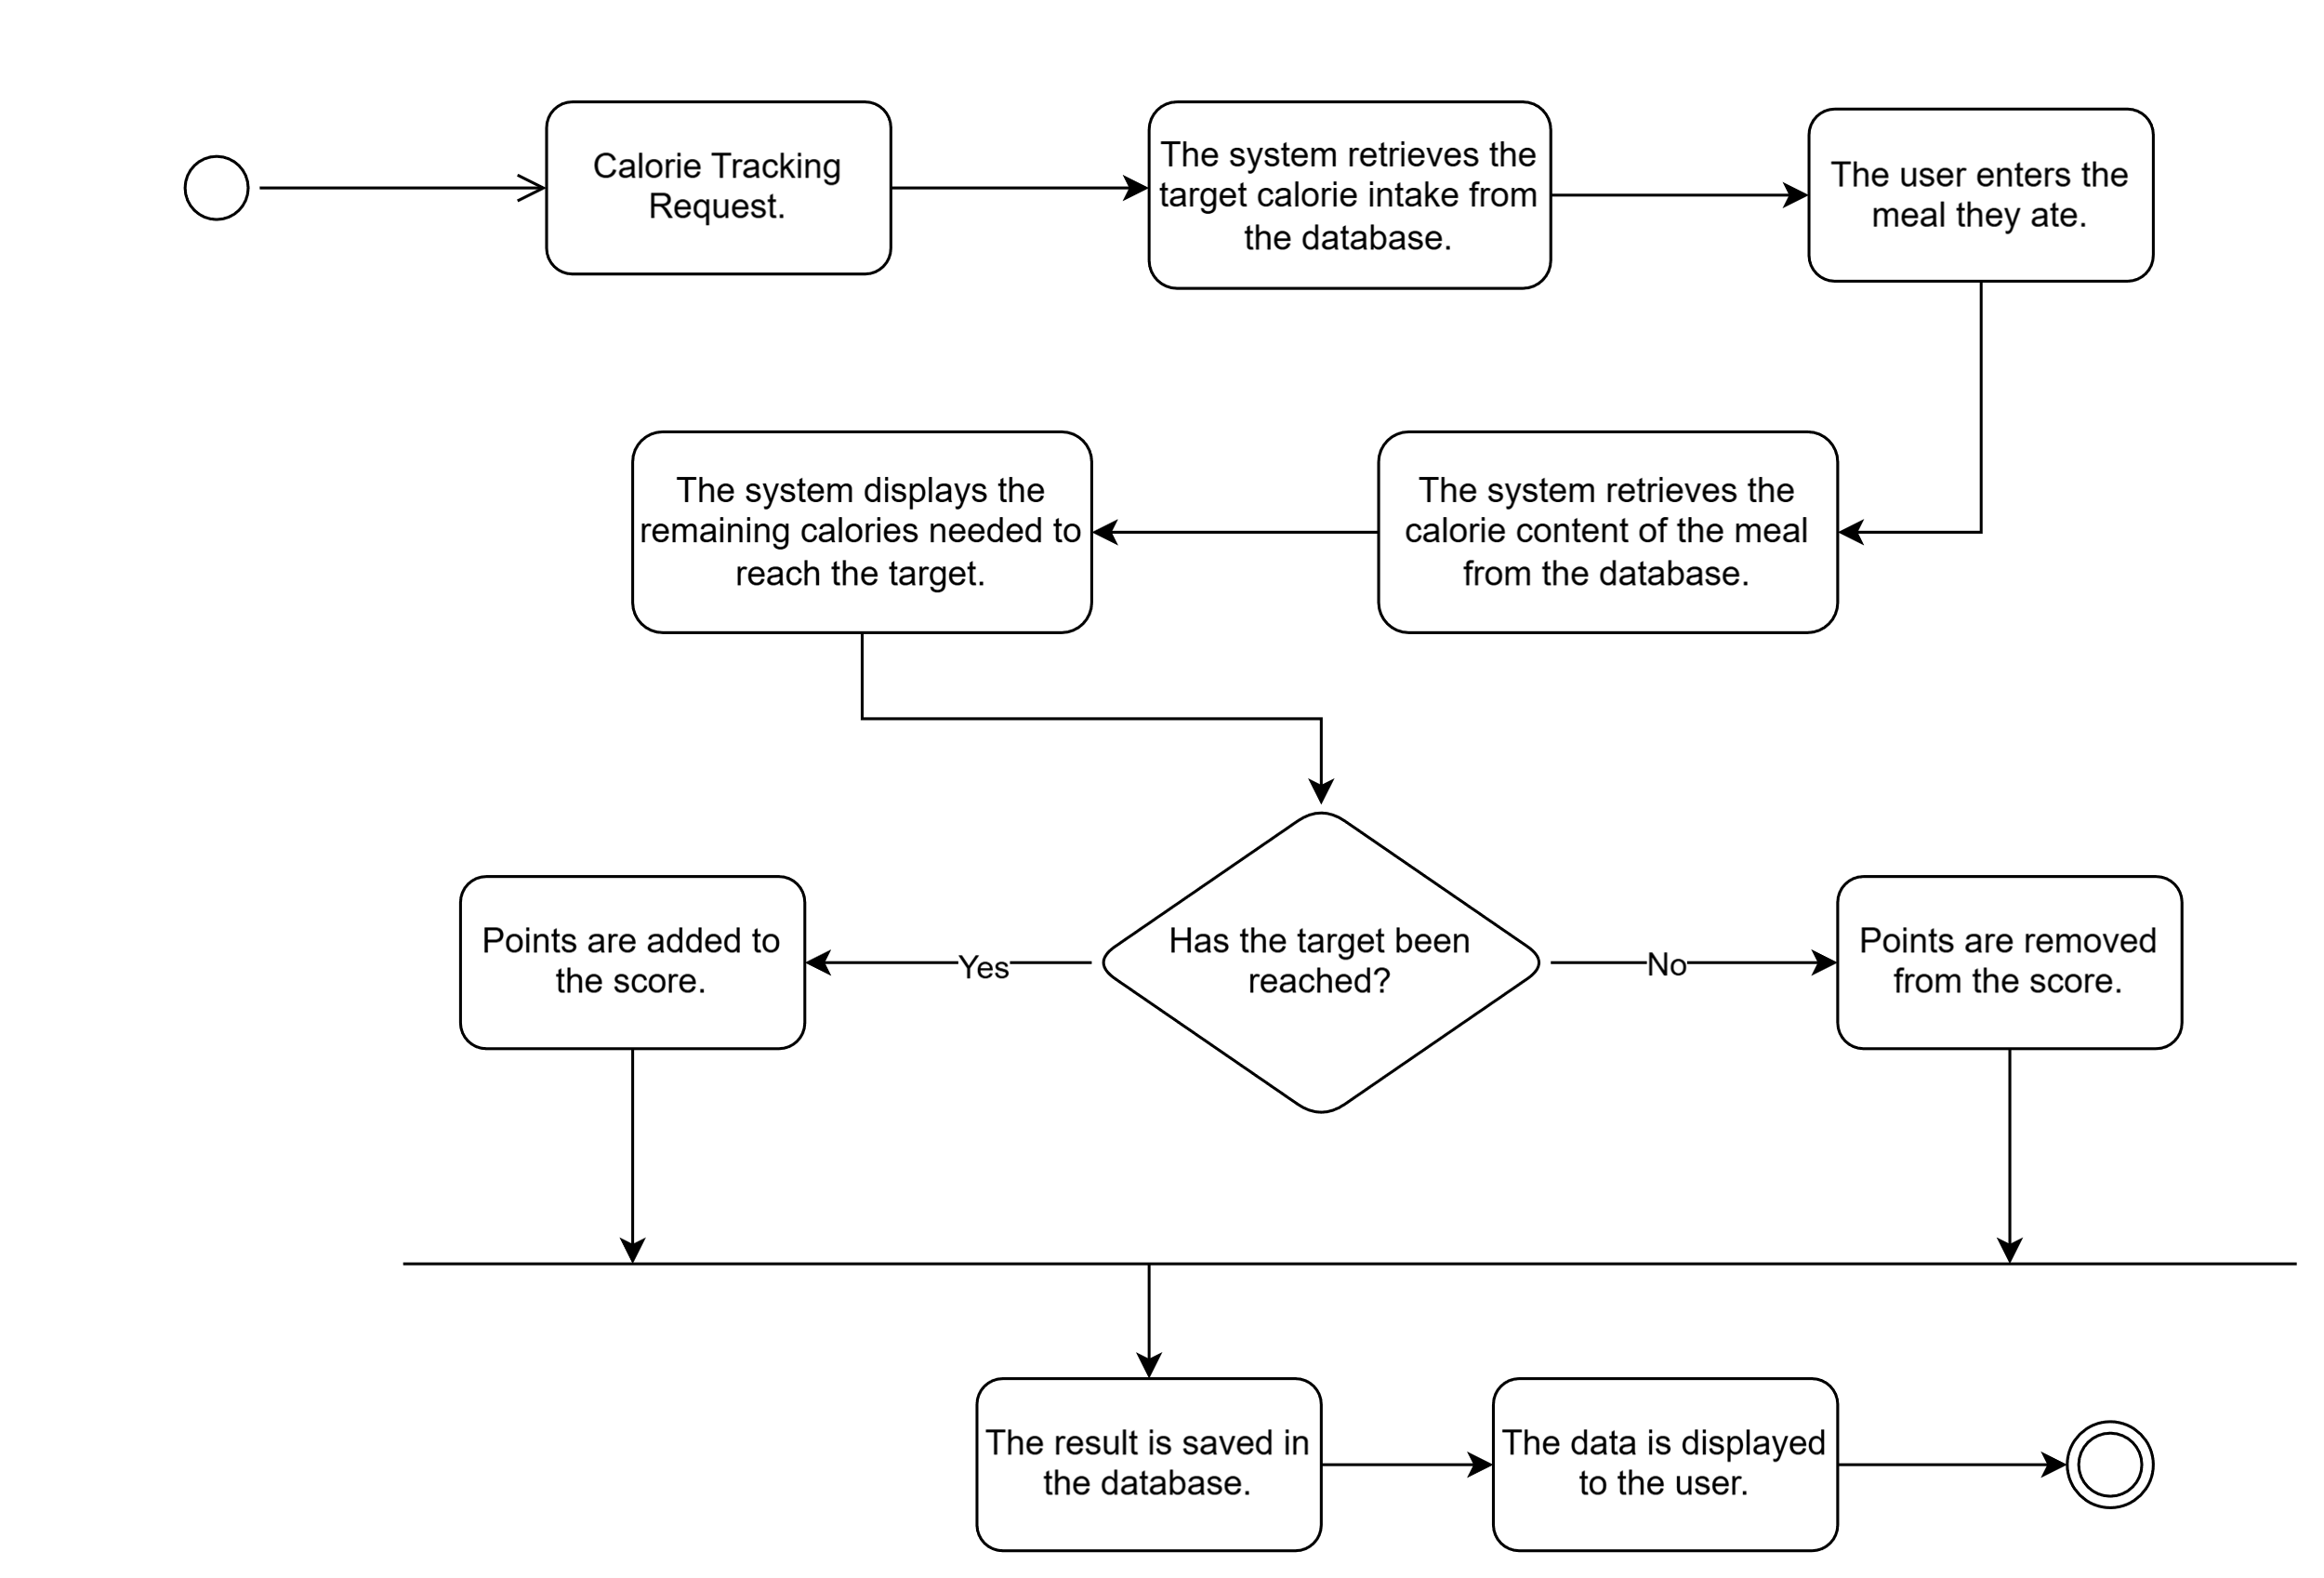 Calorie Tracking
Request.
The system retrieves the
target calorie intake from
the database.
The user enters the
meal they ate.
The system displays the
remaining calories needed to
reach the target.
The system retrieves the
calorie content of the meal
from the database.
Points are added to
the score.
Yes
Has the target been
reached?
No
Points are removed
from the score.
The result is saved in
the database.
The data is displayed
to the user.